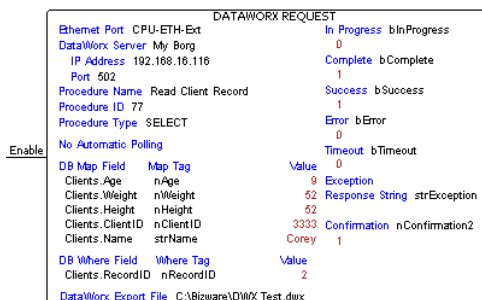 DATAWORX REQUEST
Ethernet Port CPU-ETH-Ext
DataWorx Server My Borg
IP Address 192.168.16.116
Port 502
Procedure Name Read Client Record
Procedure ID 77
Procedure Type SELECT
Enable
No Automatic Polling
DB Map Field Map Tag Value
Clients.Age nAge 9
Clients.Weight nWeight 52
Clients.Height nHeight 52
Clients.ClientID nClientID 3333
Clients.Name strName Corey
DB Where Field Where Tag Value
Clients.RecordID nRecordID 2
DataWorx Export File C:\Bizware\DWX Test.dwx
In Progress bInProgress
0
Complete bComplete
1
Success bSuccess
1
Error bError
0
Timeout bTimeout
0
Exception
Response String strException
Confirmation nConfirmation2
1